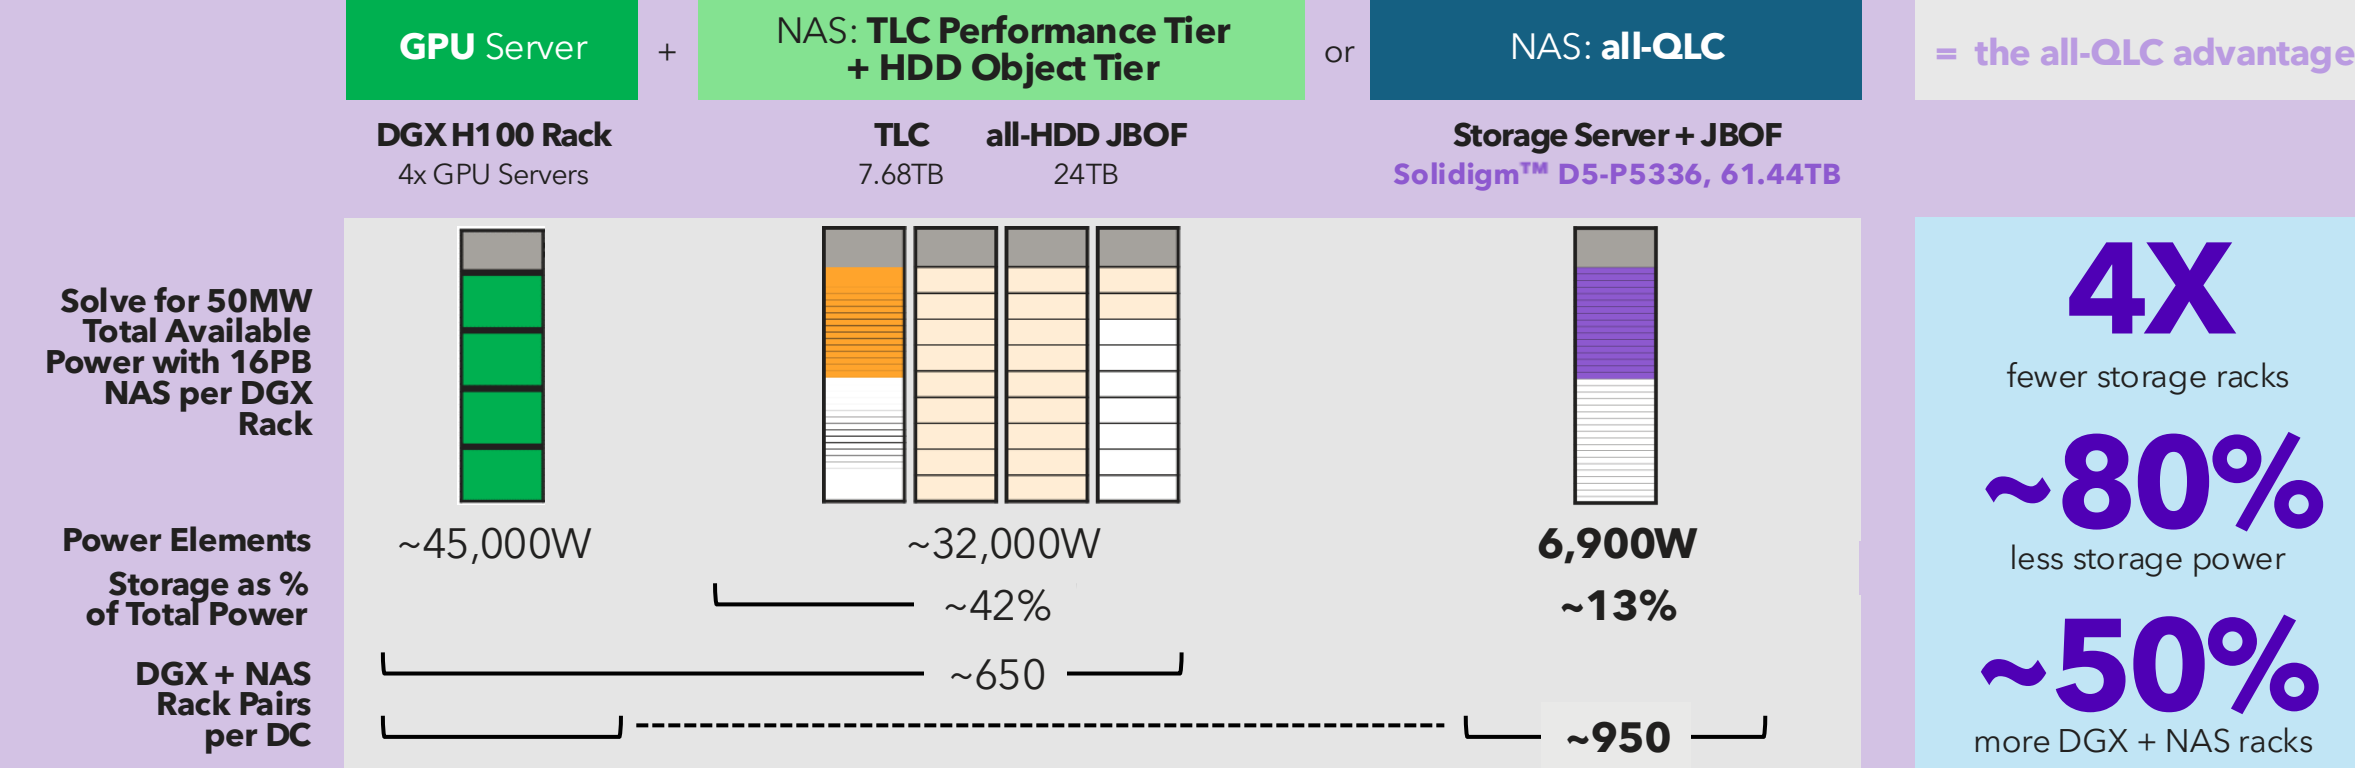 GPU Server
+
NAS: TLC Performance Tier
+ HDD Object Tier
or
NAS: all-QLC
= the all-QLC advantage
DGX H100 Rack
4x GPU Servers
TLC
7.68TB
all-HDD JBOF
24TB
Storage Server + JBOF
Solidigm™ D5-P5336, 61.44TB
Solve for 50MW
Total Available
Power with 16PB
NAS per DGX
Rack
4X
fewer storage racks
Power Elements
~45,000W
~32,000W
6,900W
~80%
less storage power
Storage as %
of Total Power
~42%
~13%
DGX + NAS
Rack Pairs
per DC
~650
~950
~50%
more DGX + NAS racks